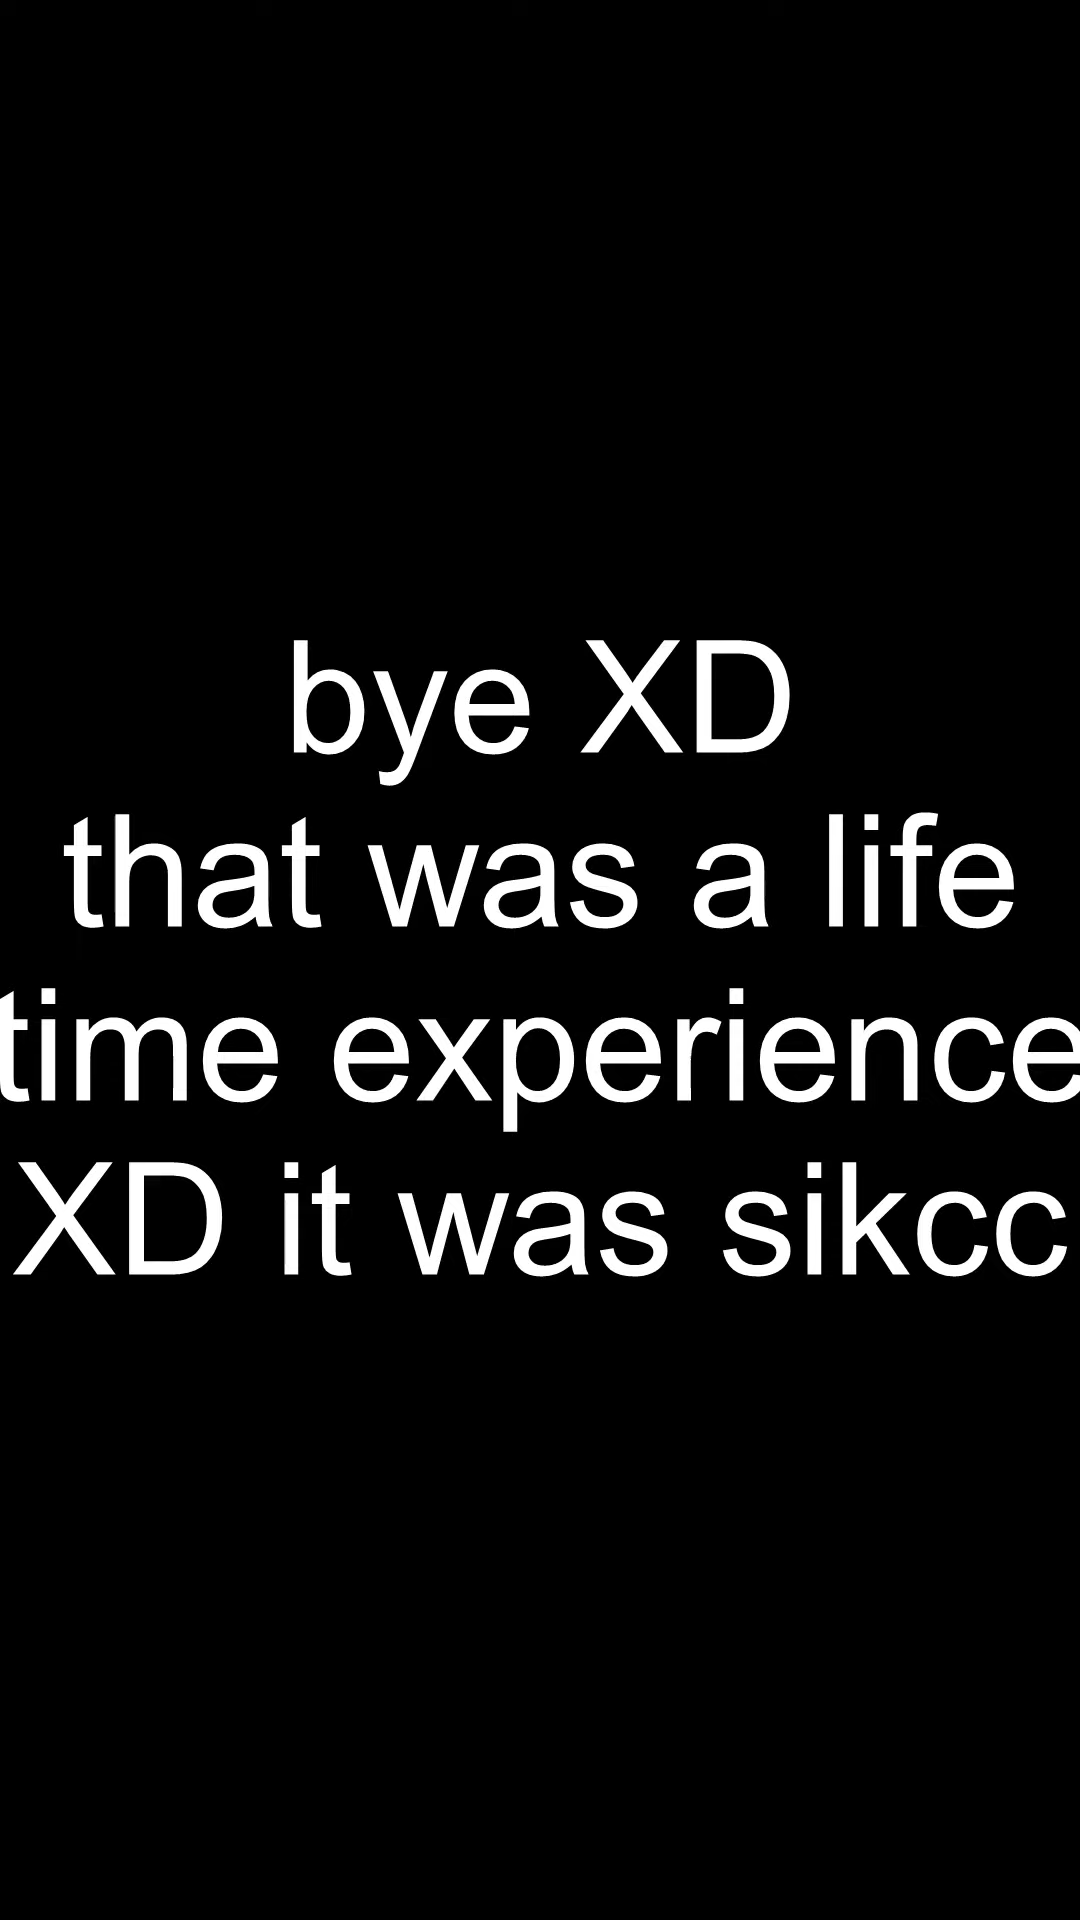 bye XD
that was a life
time experience
XD it was sikcc